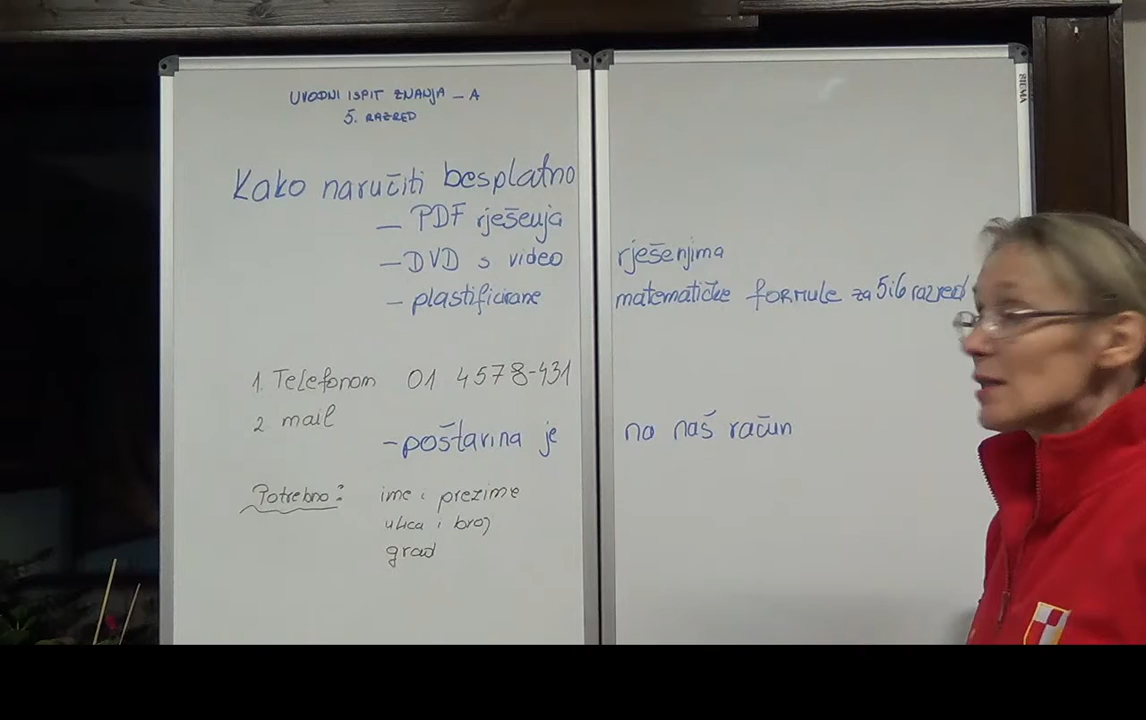 UVODNI ISPIT ZNANJA – A
5. RAZRED
Kako naručiti besplatno
– PDF rješenja
– DVD s video rješenjima
– plastificirane matematičke formule za 5 i 6 razred
1. Telefonom 01 4578-431
2 mail
– poštarina je na naš račun
Potrebno: ime i prezime
ulica i broj
grad
SIEMA